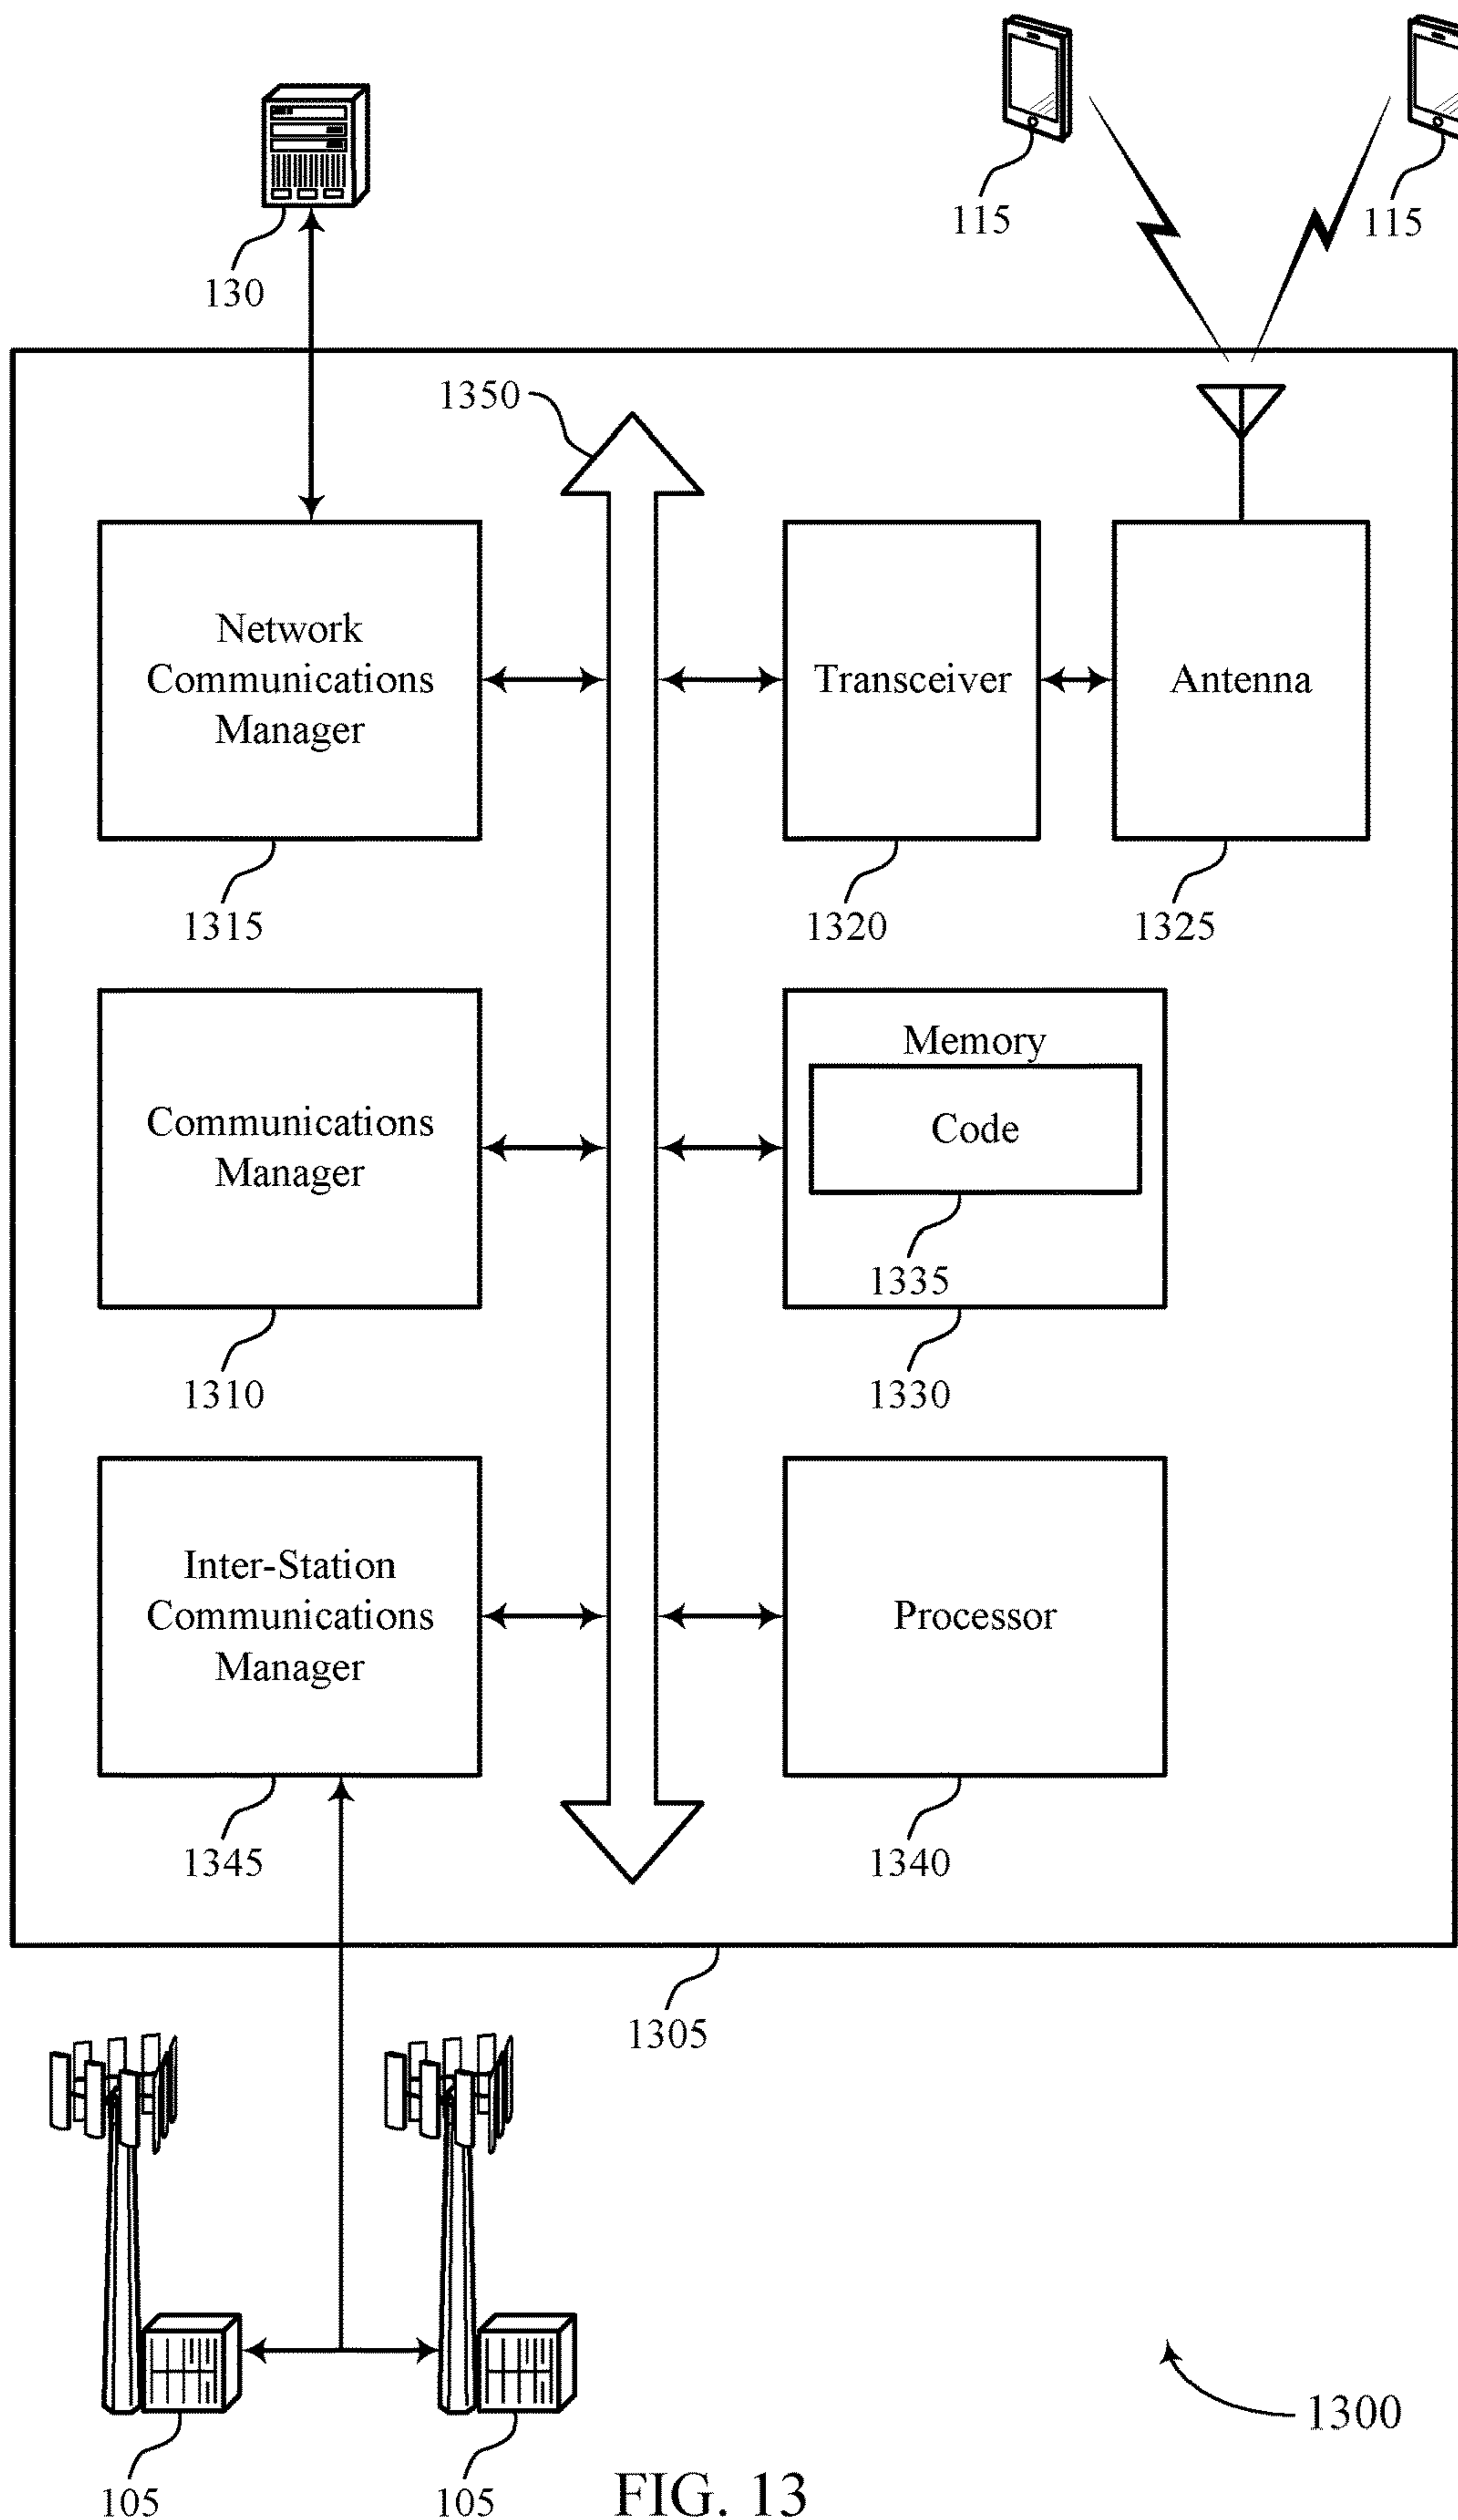 115
115
130
1350
Network
Communications
Manager
Transceiver
Antenna
1315
1320
1325
Communications
Manager
Memory
Code
1335
1310
1330
Inter-Station
Communications
Manager
Processor
1345
1340
1305
1300
105
105
FIG. 13